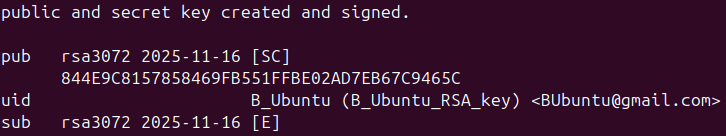 public and secret key created and signed.
pub   rsa3072 2025-11-16 [SC]
      844E9C8157858469FB551FFBE02AD7EB67C9465C
uid                      B_Ubuntu (B_Ubuntu_RSA_key) <BUbuntu@gmail.com>
sub   rsa3072 2025-11-16 [E]